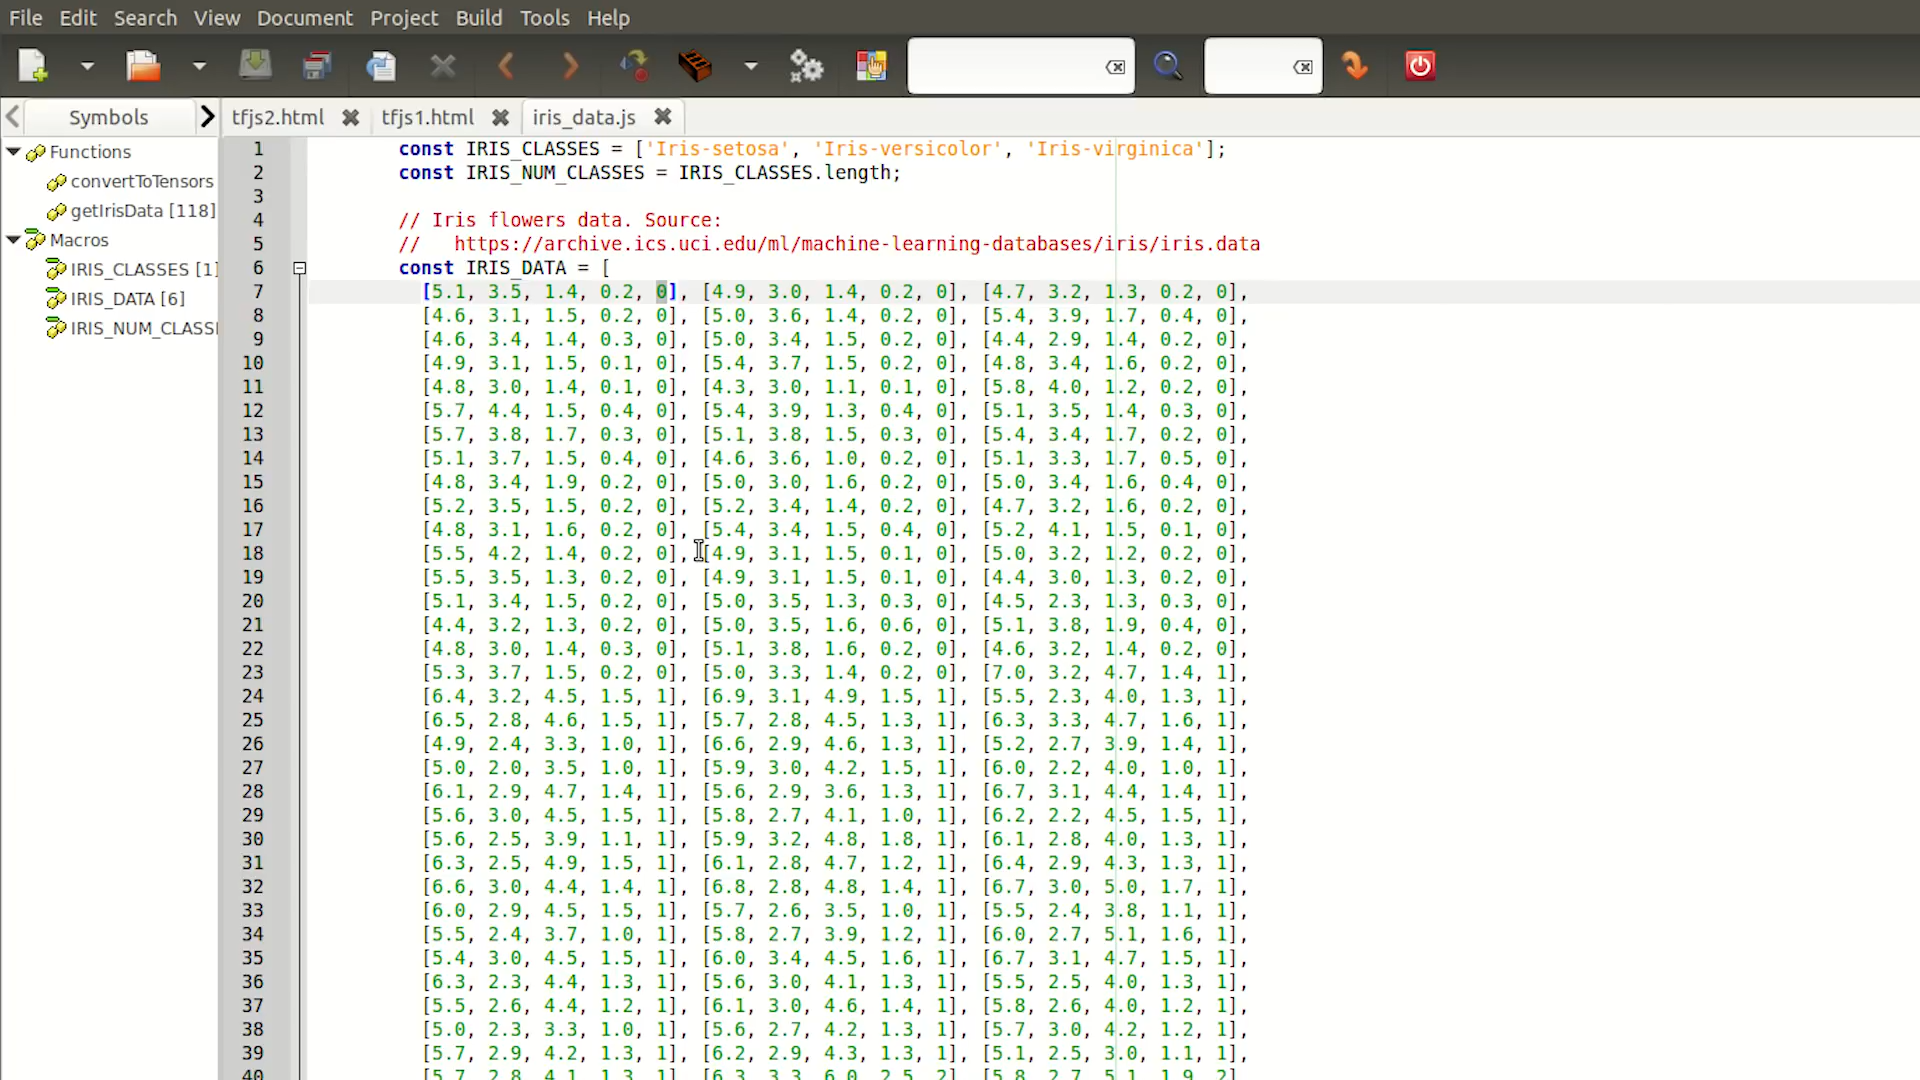 File Edit Search View Document Project Build Tools Help
Symbols tfjs2.html tfjs1.html iris_data.js
Functions
convertToTensors
getIrisData [118]
Macros
IRIS_CLASSES [1]
IRIS_DATA [6]
IRIS_NUM_CLASS
1 const IRIS_CLASSES = ['Iris-setosa', 'Iris-versicolor', 'Iris-virginica'];
2 const IRIS_NUM_CLASSES = IRIS_CLASSES.length;
3
4 // Iris flowers data. Source:
5 // https://archive.ics.uci.edu/ml/machine-learning-databases/iris/iris.data
6 const IRIS_DATA = [
7 [5.1, 3.5, 1.4, 0.2, 0], [4.9, 3.0, 1.4, 0.2, 0], [4.7, 3.2, 1.3, 0.2, 0],
8 [4.6, 3.1, 1.5, 0.2, 0], [5.0, 3.6, 1.4, 0.2, 0], [5.4, 3.9, 1.7, 0.4, 0],
9 [4.6, 3.4, 1.4, 0.3, 0], [5.0, 3.4, 1.5, 0.2, 0], [4.4, 2.9, 1.4, 0.2, 0],
10 [4.9, 3.1, 1.5, 0.1, 0], [5.4, 3.7, 1.5, 0.2, 0], [4.8, 3.4, 1.6, 0.2, 0],
11 [4.8, 3.0, 1.4, 0.1, 0], [4.3, 3.0, 1.1, 0.1, 0], [5.8, 4.0, 1.2, 0.2, 0],
12 [5.7, 4.4, 1.5, 0.4, 0], [5.4, 3.9, 1.3, 0.4, 0], [5.1, 3.5, 1.4, 0.3, 0],
13 [5.7, 3.8, 1.7, 0.3, 0], [5.1, 3.8, 1.5, 0.3, 0], [5.4, 3.4, 1.7, 0.2, 0],
14 [5.1, 3.7, 1.5, 0.4, 0], [4.6, 3.6, 1.0, 0.2, 0], [5.1, 3.3, 1.7, 0.5, 0],
15 [4.8, 3.4, 1.9, 0.2, 0], [5.0, 3.0, 1.6, 0.2, 0], [5.0, 3.4, 1.6, 0.4, 0],
16 [5.2, 3.5, 1.5, 0.2, 0], [5.2, 3.4, 1.4, 0.2, 0], [4.7, 3.2, 1.6, 0.2, 0],
17 [4.8, 3.1, 1.6, 0.2, 0], [5.4, 3.4, 1.5, 0.4, 0], [5.2, 4.1, 1.5, 0.1, 0],
18 [5.5, 4.2, 1.4, 0.2, 0], [4.9, 3.1, 1.5, 0.1, 0], [5.0, 3.2, 1.2, 0.2, 0],
19 [5.5, 3.5, 1.3, 0.2, 0], [4.9, 3.1, 1.5, 0.1, 0], [4.4, 3.0, 1.3, 0.2, 0],
20 [5.1, 3.4, 1.5, 0.2, 0], [5.0, 3.5, 1.3, 0.3, 0], [4.5, 2.3, 1.3, 0.3, 0],
21 [4.4, 3.2, 1.3, 0.2, 0], [5.0, 3.5, 1.6, 0.6, 0], [5.1, 3.8, 1.9, 0.4, 0],
22 [4.8, 3.0, 1.4, 0.3, 0], [5.1, 3.8, 1.6, 0.2, 0], [4.6, 3.2, 1.4, 0.2, 0],
23 [5.3, 3.7, 1.5, 0.2, 0], [5.0, 3.3, 1.4, 0.2, 0], [7.0, 3.2, 4.7, 1.4, 1],
24 [6.4, 3.2, 4.5, 1.5, 1], [6.9, 3.1, 4.9, 1.5, 1], [5.5, 2.3, 4.0, 1.3, 1],
25 [6.5, 2.8, 4.6, 1.5, 1], [5.7, 2.8, 4.5, 1.3, 1], [6.3, 3.3, 4.7, 1.6, 1],
26 [4.9, 2.4, 3.3, 1.0, 1], [6.6, 2.9, 4.6, 1.3, 1], [5.2, 2.7, 3.9, 1.4, 1],
27 [5.0, 2.0, 3.5, 1.0, 1], [5.9, 3.0, 4.2, 1.5, 1], [6.0, 2.2, 4.0, 1.0, 1],
28 [6.1, 2.9, 4.7, 1.4, 1], [5.6, 2.9, 3.6, 1.3, 1], [6.7, 3.1, 4.4, 1.4, 1],
29 [5.6, 3.0, 4.5, 1.5, 1], [5.8, 2.7, 4.1, 1.0, 1], [6.2, 2.2, 4.5, 1.5, 1],
30 [5.6, 2.5, 3.9, 1.1, 1], [5.9, 3.2, 4.8, 1.8, 1], [6.1, 2.8, 4.0, 1.3, 1],
31 [6.3, 2.5, 4.9, 1.5, 1], [6.1, 2.8, 4.7, 1.2, 1], [6.4, 2.9, 4.3, 1.3, 1],
32 [6.6, 3.0, 4.4, 1.4, 1], [6.8, 2.8, 4.8, 1.4, 1], [6.7, 3.0, 5.0, 1.7, 1],
33 [6.0, 2.9, 4.5, 1.5, 1], [5.7, 2.6, 3.5, 1.0, 1], [5.5, 2.4, 3.8, 1.1, 1],
34 [5.5, 2.4, 3.7, 1.0, 1], [5.8, 2.7, 3.9, 1.2, 1], [6.0, 2.7, 5.1, 1.6, 1],
35 [5.4, 3.0, 4.5, 1.5, 1], [6.0, 3.4, 4.5, 1.6, 1], [6.7, 3.1, 4.7, 1.5, 1],
36 [6.3, 2.3, 4.4, 1.3, 1], [5.6, 3.0, 4.1, 1.3, 1], [5.5, 2.5, 4.0, 1.3, 1],
37 [5.5, 2.6, 4.4, 1.2, 1], [6.1, 3.0, 4.6, 1.4, 1], [5.8, 2.6, 4.0, 1.2, 1],
38 [5.0, 2.3, 3.3, 1.0, 1], [5.6, 2.7, 4.2, 1.3, 1], [5.7, 3.0, 4.2, 1.2, 1],
39 [5.7, 2.9, 4.2, 1.3, 1], [6.2, 2.9, 4.3, 1.3, 1], [5.1, 2.5, 3.0, 1.1, 1],
40 [5.7, 2.8, 4.1, 1.3, 1], [6.3, 3.3, 6.0, 2.5, 2], [5.8, 2.7, 5.1, 1.9, 2]